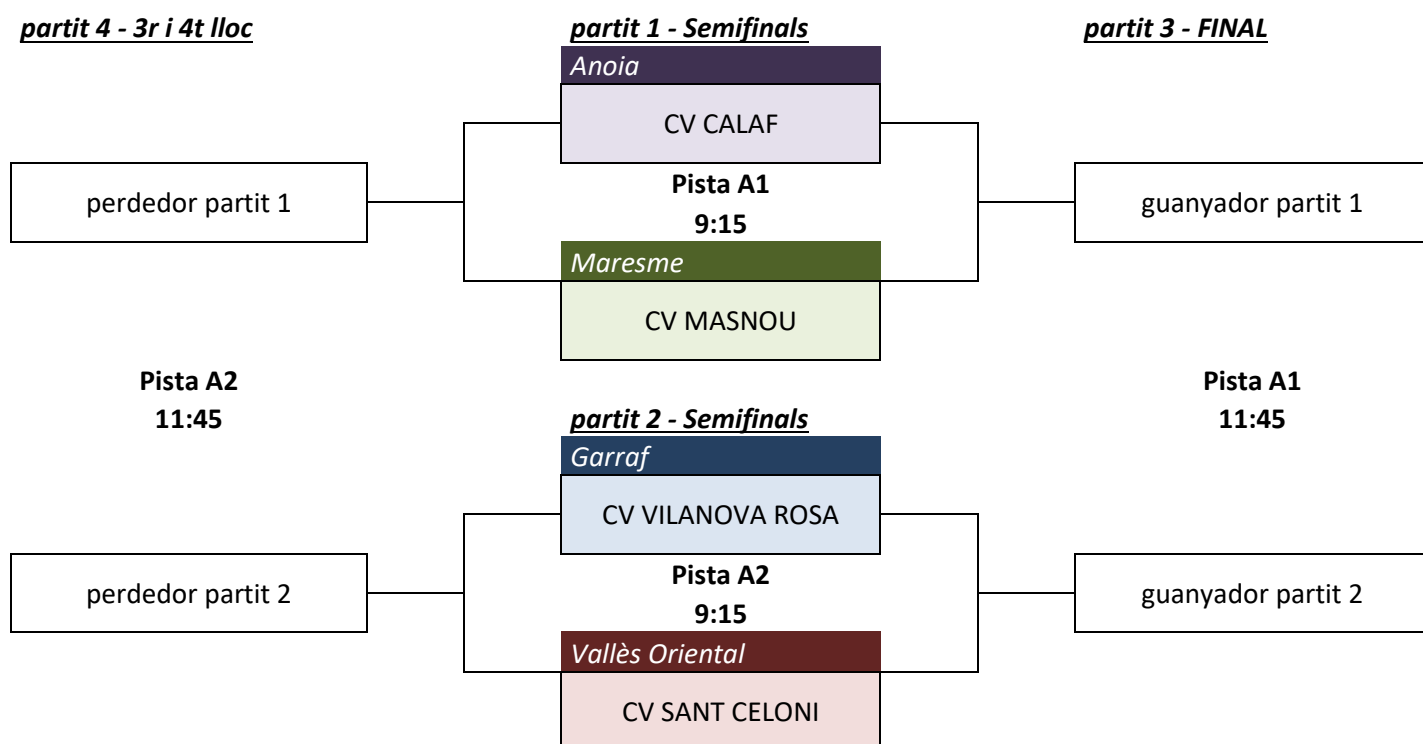 partit 4 - 3r i 4t lloc
partit 1 - Semifinals
partit 3 - FINAL
Anoia
CV CALAF
perdedor partit 1
Pista A1
9:15
guanyador partit 1
Maresme
CV MASNOU
Pista A2
11:45
Pista A1
11:45
partit 2 - Semifinals
Garraf
CV VILANOVA ROSA
perdedor partit 2
Pista A2
9:15
guanyador partit 2
Vallès Oriental
CV SANT CELONI